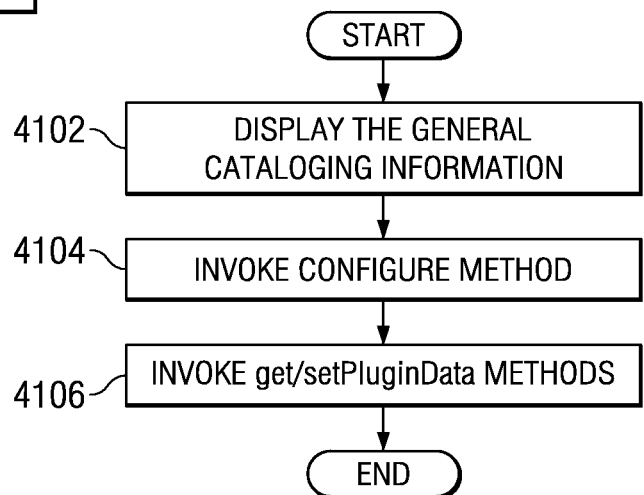 START
4102
DISPLAY THE GENERAL
CATALOGING INFORMATION
4104
INVOKE CONFIGURE METHOD
4106
INVOKE get/setPluginData METHODS
END